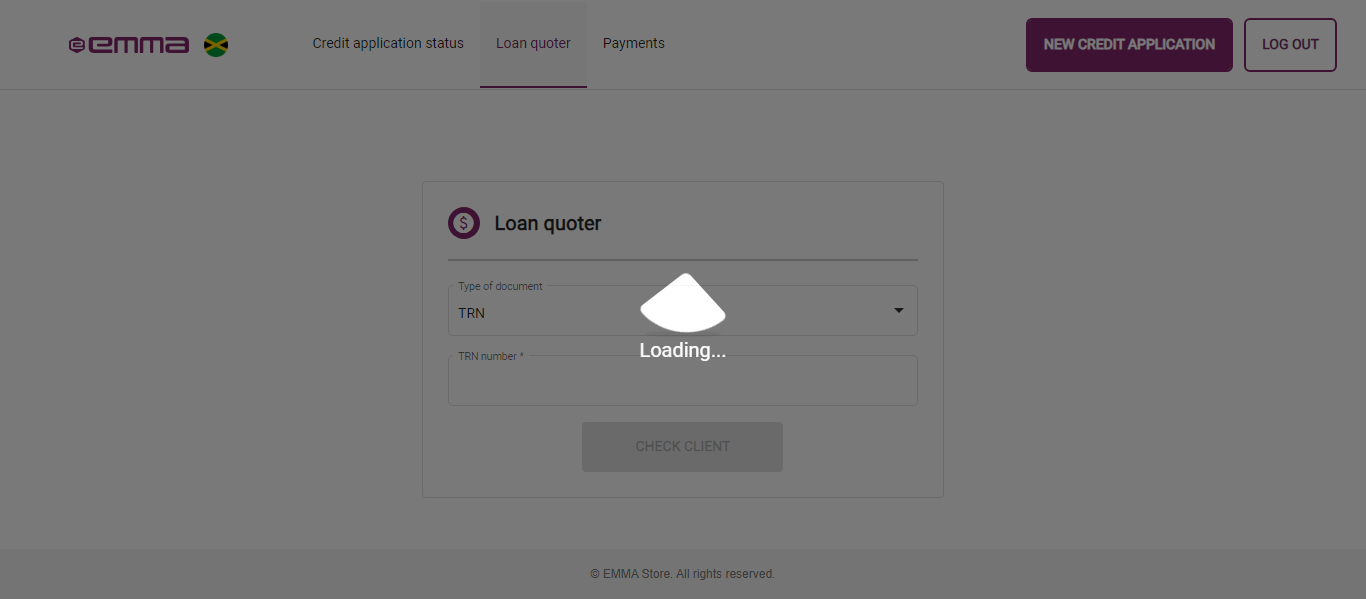 emma
Credit application status
Loan quoter
Payments
NEW CREDIT APPLICATION
LOG OUT
$ Loan quoter
Type of document
TRN
Loading...
TRN number *
CHECK CLIENT
© EMMA Store. All rights reserved.